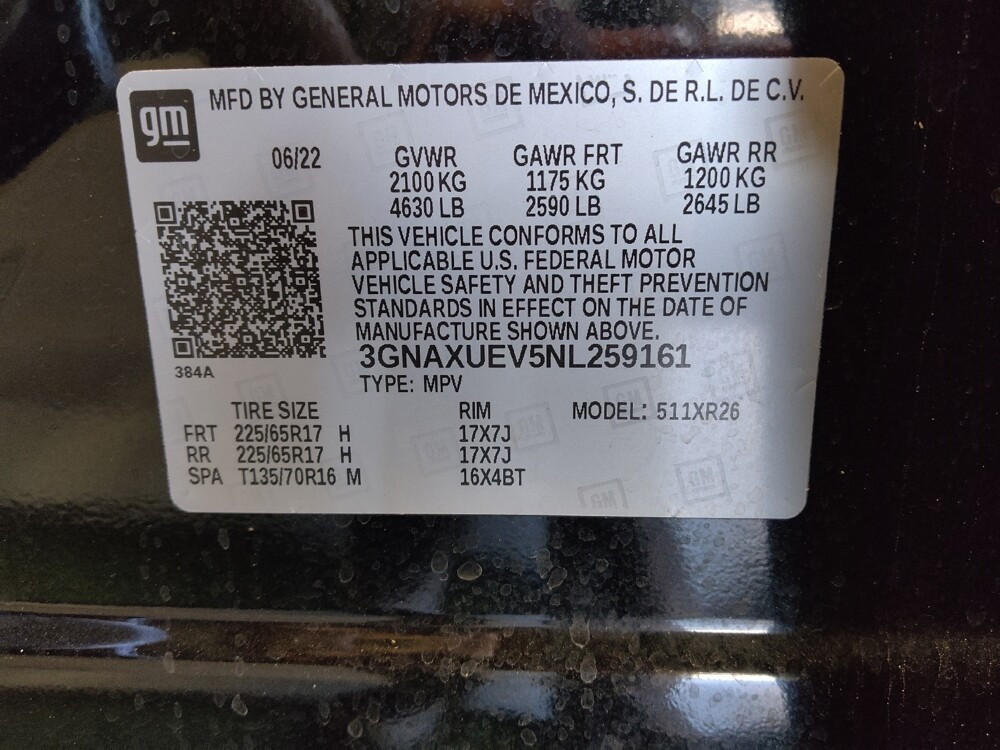 gm
MFD BY GENERAL MOTORS DE MEXICO, S. DE R.L. DE C.V.
06/22 GVWR GAWR FRT GAWR RR
2100 KG 1175 KG 1200 KG
4630 LB 2590 LB 2645 LB
THIS VEHICLE CONFORMS TO ALL
APPLICABLE U.S. FEDERAL MOTOR
VEHICLE SAFETY AND THEFT PREVENTION
STANDARDS IN EFFECT ON THE DATE OF
MANUFACTURE SHOWN ABOVE.
3GNAXUEV5NL259161
384A
TYPE: MPV
TIRE SIZE RIM MODEL: 511XR26
FRT 225/65R17 H 17X7J
RR 225/65R17 H 17X7J
SPA T135/70R16 M 16X4BT